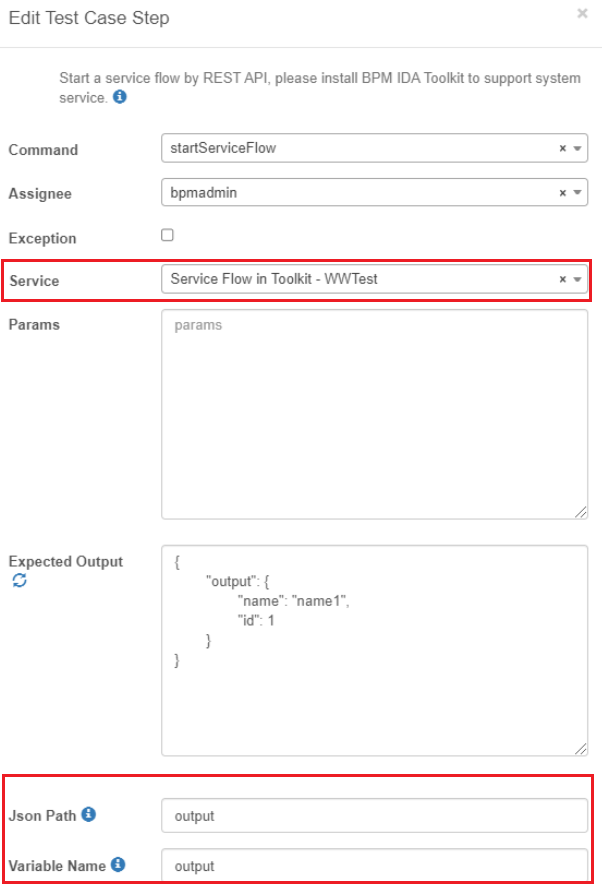 Edit Test Case Step
×
Start a service flow by REST API, please install BPM IDA Toolkit to support system
service.
Command
startServiceFlow
×
Assignee
bpmadmin
×
Exception
Service
Service Flow in Toolkit - WWTest
×
Params
params
Expected Output
{
"output": {
"name": "name1",
"id": 1
}
}
Json Path
output
Variable Name
output